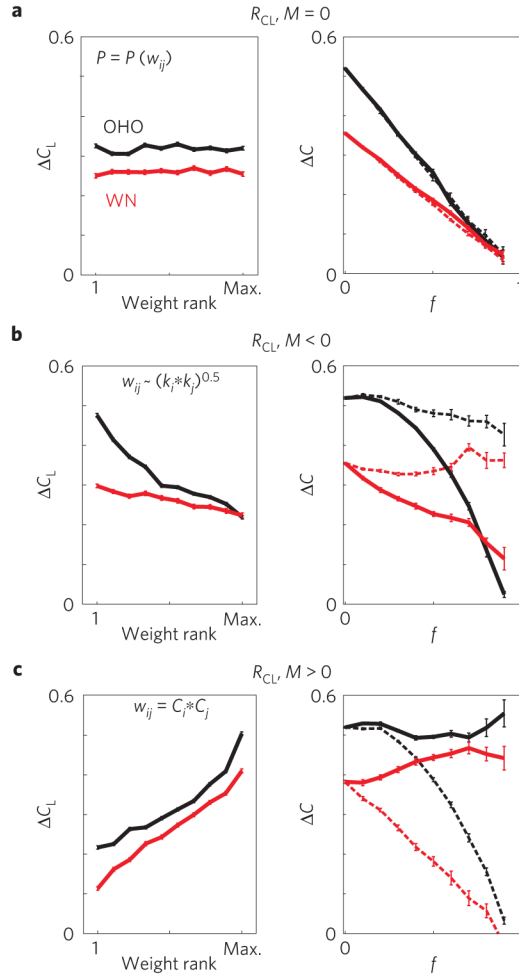 a
R_CL, M = 0
0.6
P = P (w_ij)
OHO
ΔC_L
WN
0
1
Max.
Weight rank
0.6
ΔC
0
0
f
b
R_CL, M < 0
0.6
w_ij ~ (k_i*k_j)^0.5
ΔC_L
0
1
Max.
Weight rank
0.6
ΔC
0
0
f
c
R_CL, M > 0
0.6
w_ij = C_i*C_j
ΔC_L
0
1
Max.
Weight rank
0.6
ΔC
0
0
f